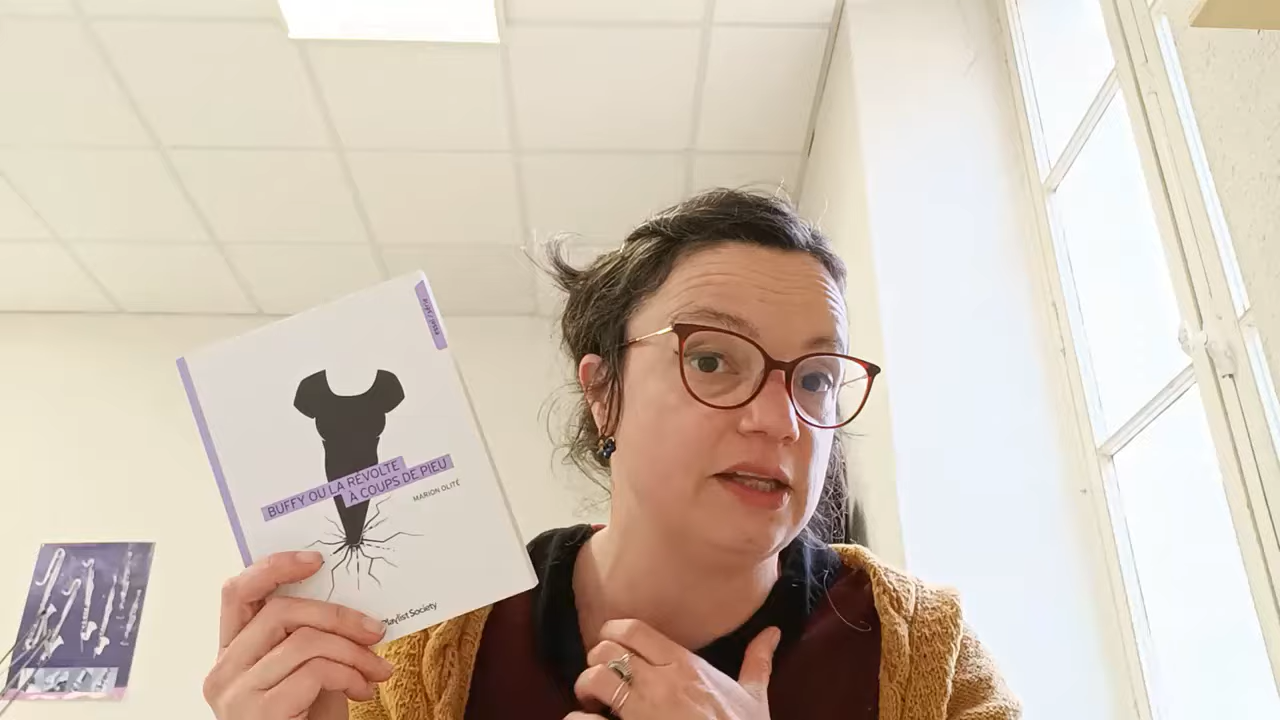 BUFFY OU LA RÉVOLTE
À COUPS DE PIEU
MARION OLITÉ
Playlist Society